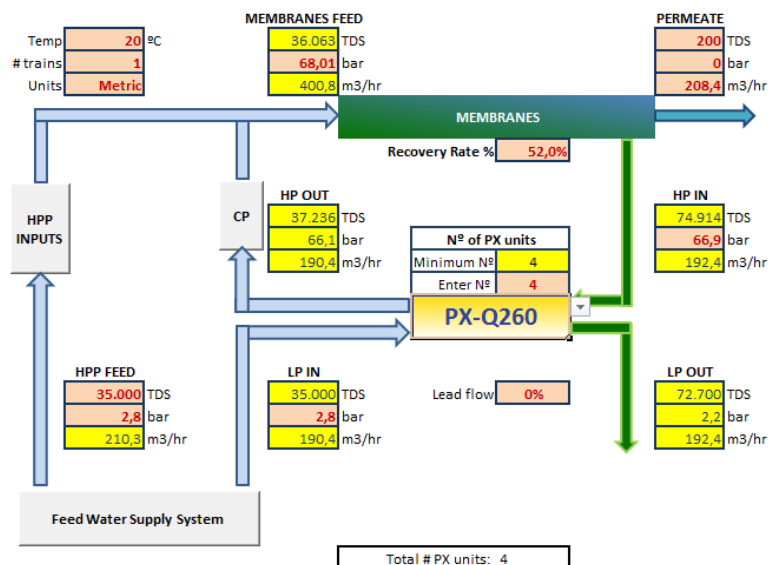 MEMBRANES FEED
PERMEATE
Temp 20 ºC
36.063 TDS
200 TDS
# trains 1
68,01 bar
0 bar
Units Metric
400,8 m3/hr
208,4 m3/hr
MEMBRANES
Recovery Rate % 52,0%
HPP INPUTS
CP
HP OUT
37.236 TDS
66,1 bar
190,4 m3/hr
Nº of PX units
Minimum Nº 4
Enter Nº 4
PX-Q260
HP IN
74.914 TDS
66,9 bar
192,4 m3/hr
HPP FEED
35.000 TDS
2,8 bar
210,3 m3/hr
LP IN
35.000 TDS
2,8 bar
190,4 m3/hr
Lead flow 0%
LP OUT
72.700 TDS
2,2 bar
192,4 m3/hr
Feed Water Supply System
Total # PX units: 4